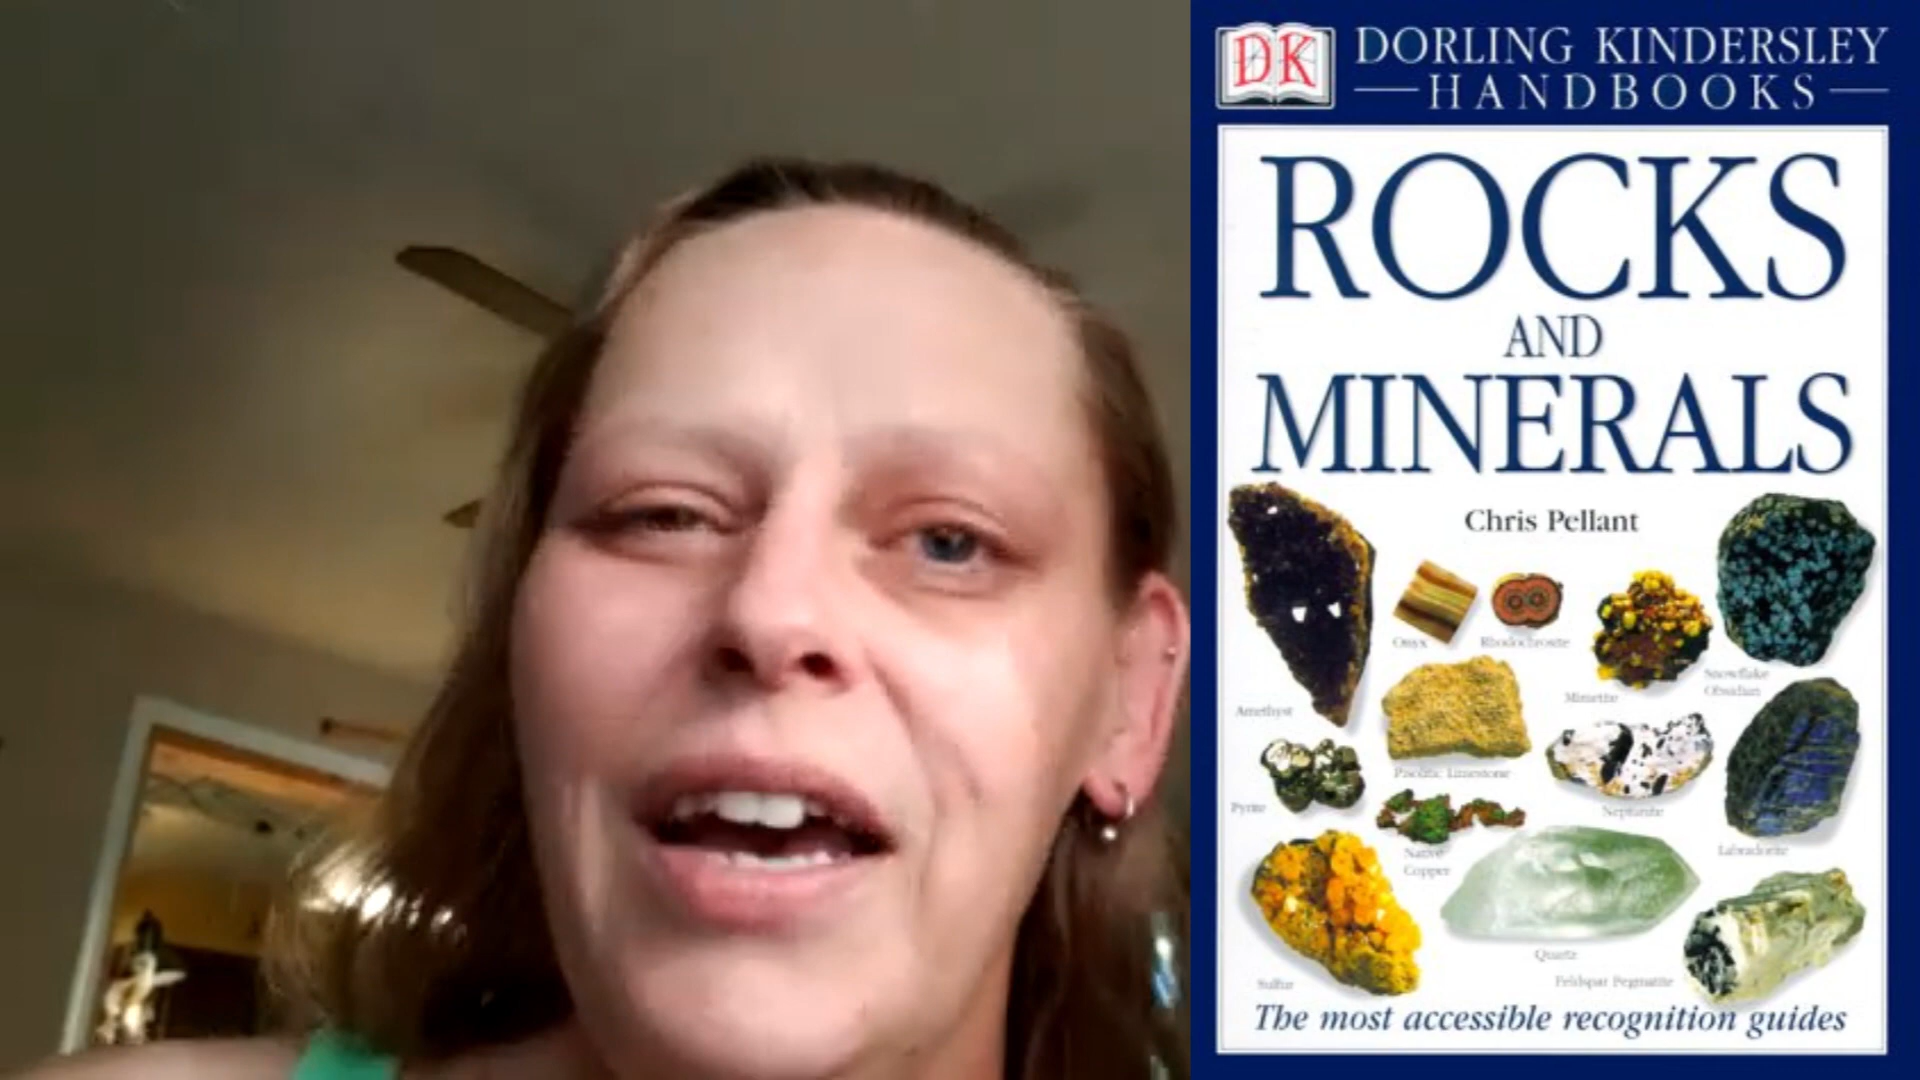 DK
DORLING KINDERSLEY
HANDBOOKS
ROCKS
AND
MINERALS
Chris Pellant
Onyx
Rhodochrosite
Mimetite
Snowflake
Obsidian
Amethyst
Pisolitic Limestone
Pyrite
Neptunite
Native
Copper
Labradorite
Quartz
Sulfur
Feldspar Pegmatite
The most accessible recognition guides